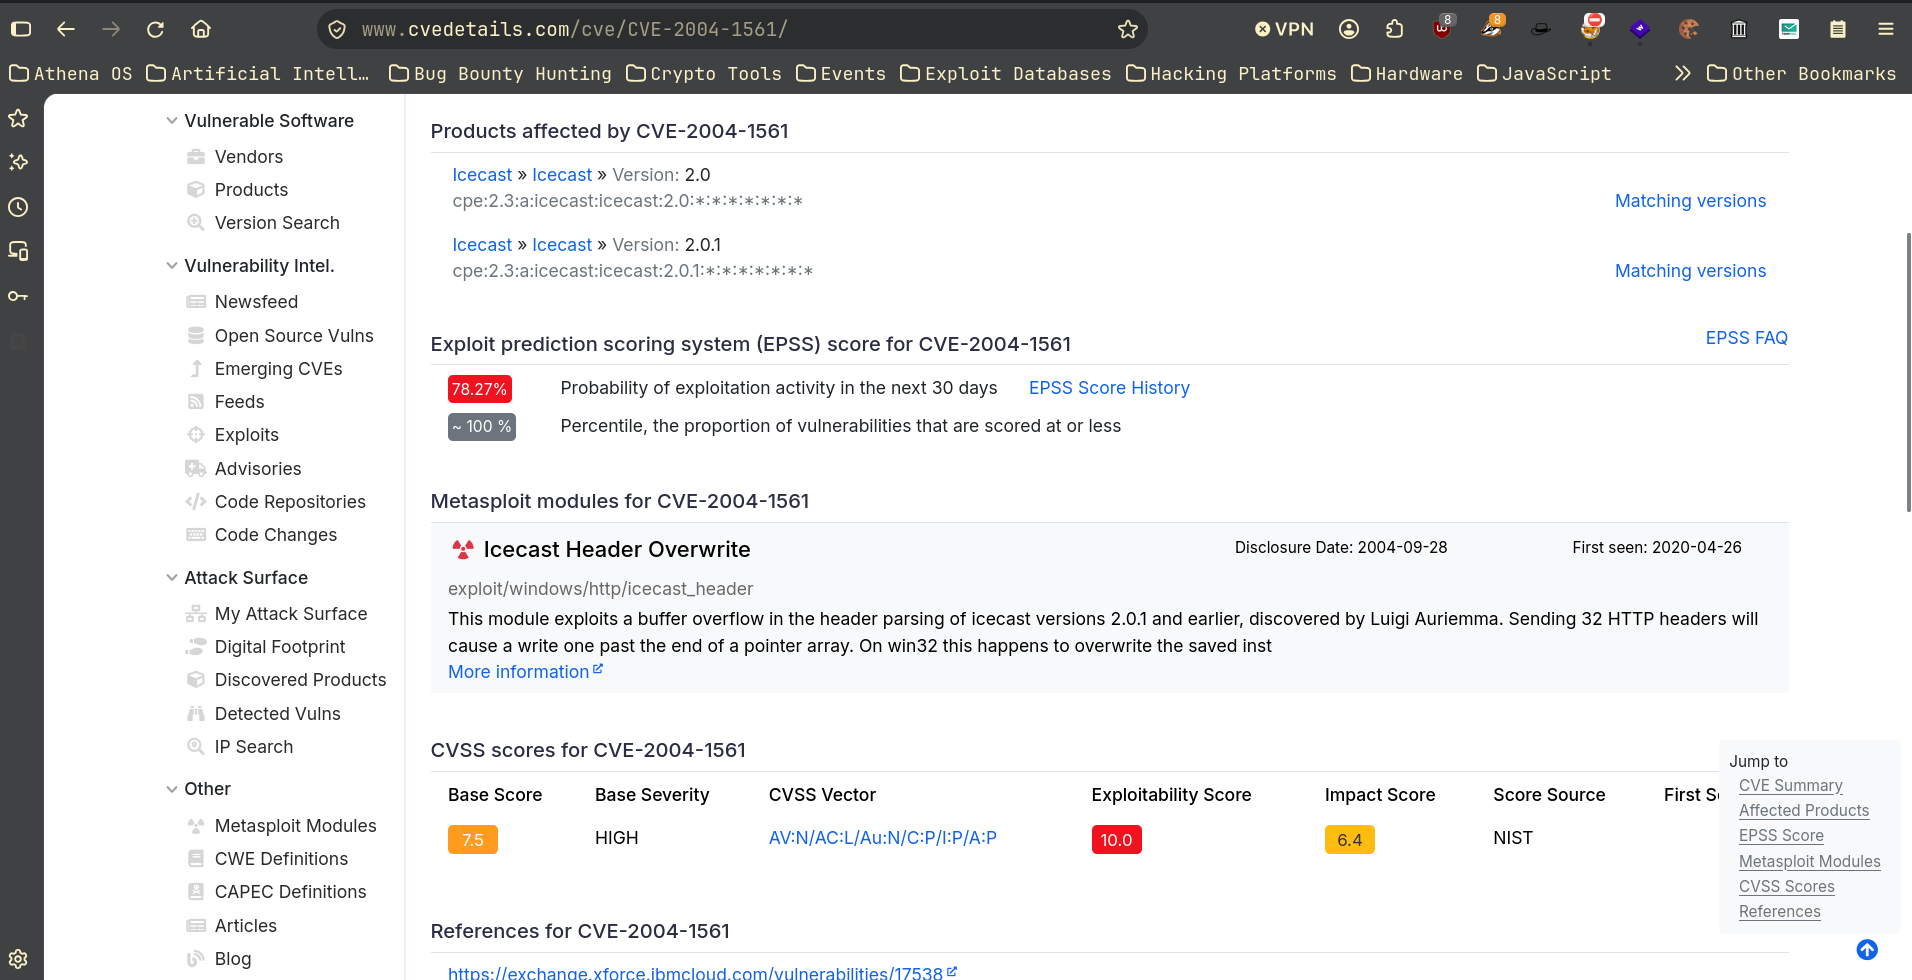 www.cvedetails.com/cve/CVE-2004-1561/
VPN
8
8
Athena OS
Artificial Intell…
Bug Bounty Hunting
Crypto Tools
Events
Exploit Databases
Hacking Platforms
Hardware
JavaScript
Other Bookmarks
Vulnerable Software
Vendors
Products
Version Search
Vulnerability Intel.
Newsfeed
Open Source Vulns
Emerging CVEs
Feeds
Exploits
Advisories
Code Repositories
Code Changes
Attack Surface
My Attack Surface
Digital Footprint
Discovered Products
Detected Vulns
IP Search
Other
Metasploit Modules
CWE Definitions
CAPEC Definitions
Articles
Blog
Products affected by CVE-2004-1561
Icecast » Icecast » Version: 2.0
cpe:2.3:a:icecast:icecast:2.0:*:*:*:*:*:*:*
Matching versions
Icecast » Icecast » Version: 2.0.1
cpe:2.3:a:icecast:icecast:2.0.1:*:*:*:*:*:*:*
Matching versions
Exploit prediction scoring system (EPSS) score for CVE-2004-1561
EPSS FAQ
78.27% Probability of exploitation activity in the next 30 days EPSS Score History
~ 100 % Percentile, the proportion of vulnerabilities that are scored at or less
Metasploit modules for CVE-2004-1561
Icecast Header Overwrite
Disclosure Date: 2004-09-28
First seen: 2020-04-26
exploit/windows/http/icecast_header
This module exploits a buffer overflow in the header parsing of icecast versions 2.0.1 and earlier, discovered by Luigi Auriemma. Sending 32 HTTP headers will
cause a write one past the end of a pointer array. On win32 this happens to overwrite the saved inst
More information
CVSS scores for CVE-2004-1561
Base Score Base Severity CVSS Vector Exploitability Score Impact Score Score Source First S
7.5 HIGH AV:N/AC:L/Au:N/C:P/I:P/A:P 10.0 6.4 NIST
References for CVE-2004-1561
https://exchange.xforce.ibmcloud.com/vulnerabilities/17538
Jump to
CVE Summary
Affected Products
EPSS Score
Metasploit Modules
CVSS Scores
References